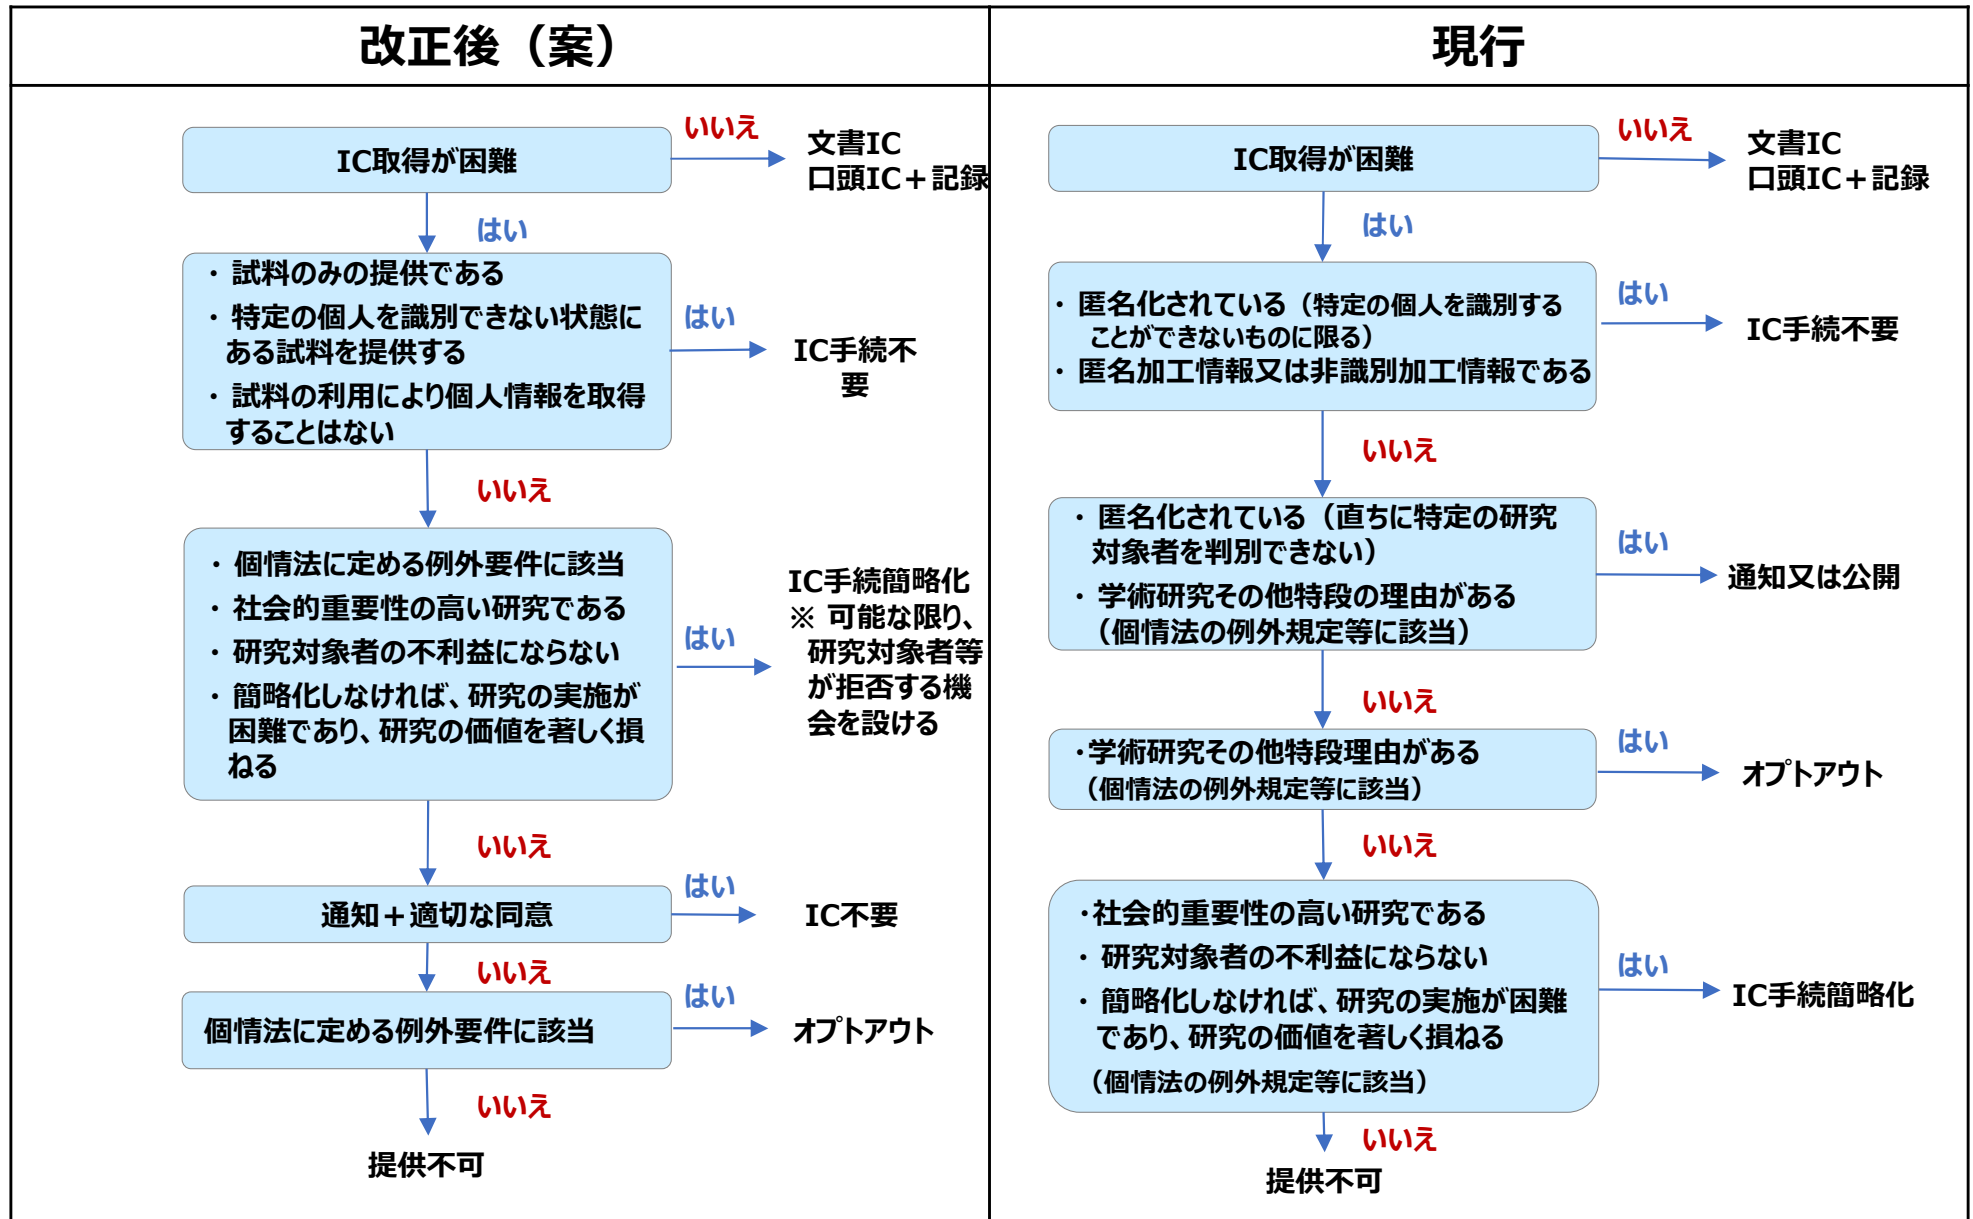 改正後（案）
IC取得が困難
いいえ
文書IC
口頭IC＋記録
はい
・ 試料のみの提供である
・ 特定の個人を識別できない状態に
ある試料を提供する
・ 試料の利用により個人情報を取得
することはない
はい
IC手続不
要
いいえ
・ 個情法に定める例外要件に該当
・ 社会的重要性の高い研究である
・ 研究対象者の不利益にならない
・ 簡略化しなければ、研究の実施が
困難であり、研究の価値を著しく損
ねる
はい
IC手続簡略化
※ 可能な限り、
研究対象者等
が拒否する機
会を設ける
いいえ
通知＋適切な同意
はい
IC不要
いいえ
個情法に定める例外要件に該当
はい
オプトアウト
いいえ
提供不可
現行
IC取得が困難
いいえ
文書IC
口頭IC＋記録
はい
・ 匿名化されている（特定の個人を識別する
ことができないものに限る）
・ 匿名加工情報又は非識別加工情報である
はい
IC手続不要
いいえ
・ 匿名化されている（直ちに特定の研究
対象者を判別できない）
・ 学術研究その他特段の理由がある
（個情法の例外規定等に該当）
はい
通知又は公開
いいえ
・学術研究その他特段理由がある
（個情法の例外規定等に該当）
はい
オプトアウト
いいえ
・社会的重要性の高い研究である
・ 研究対象者の不利益にならない
・ 簡略化しなければ、研究の実施が困難
であり、研究の価値を著しく損ねる
（個情法の例外規定等に該当）
はい
IC手続簡略化
いいえ
提供不可